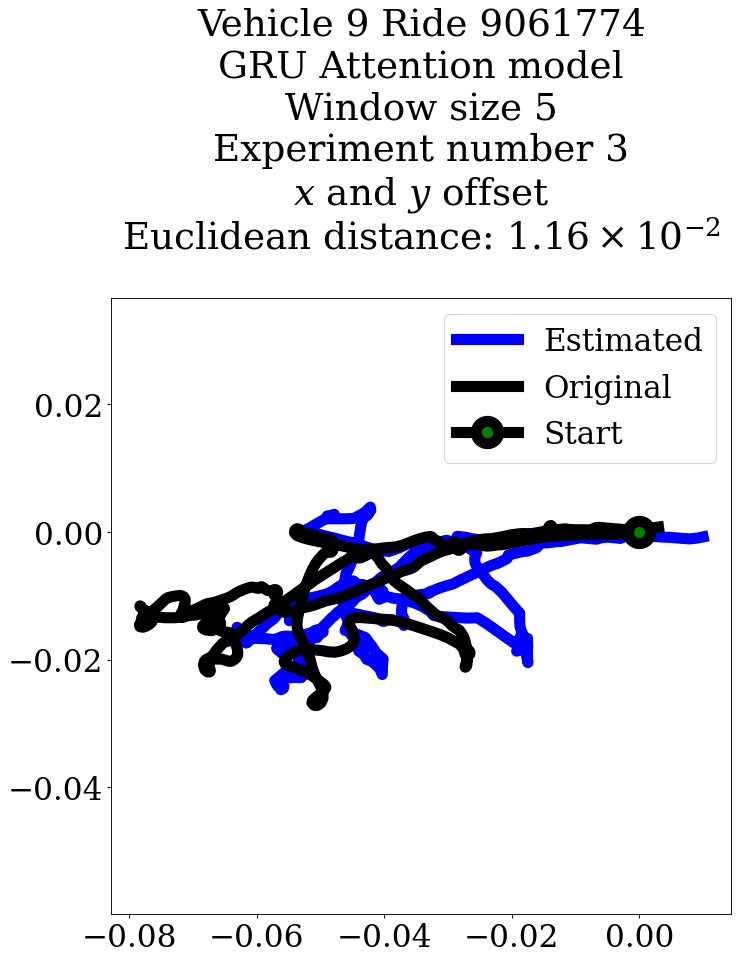 Vehicle 9 Ride 9061774
GRU Attention model
Window size 5
Experiment number 3
x and y offset
Euclidean distance: 1.16 × 10⁻²
Estimated
Original
Start
0.02
0.00
−0.02
−0.04
−0.08 −0.06 −0.04 −0.02 0.00